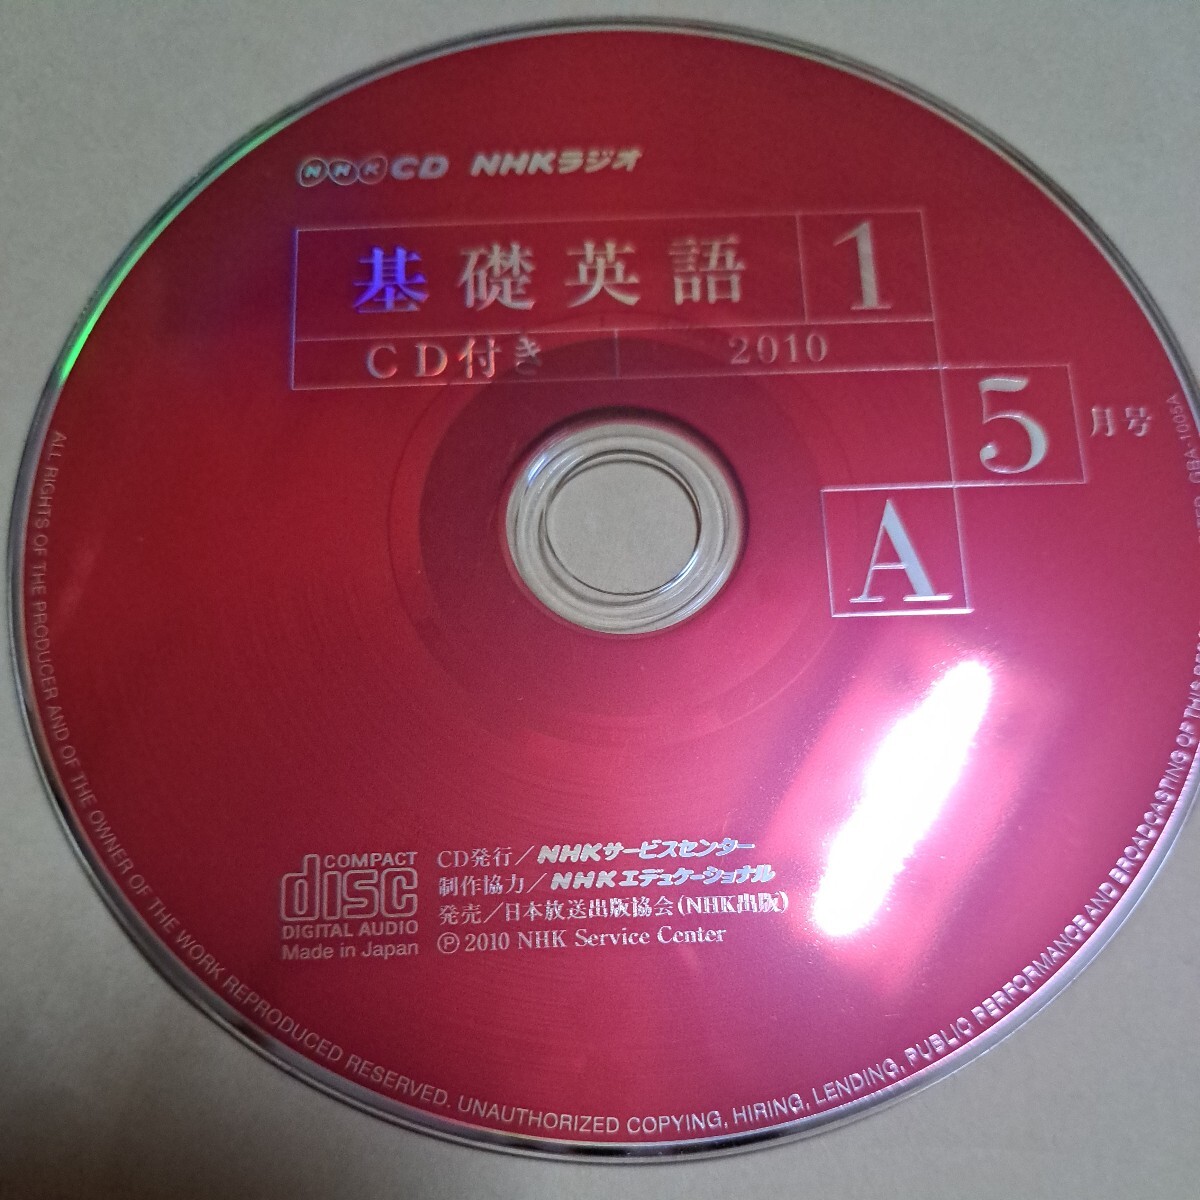 NHK CD NHKラジオ
基礎英語 1
CD付き 2010
5 月号
A
COMPACT
disc
DIGITAL AUDIO
Made in Japan
CD発行／NHKサービスセンター
制作協力／NHKエデュケーショナル
発売／日本放送出版協会(NHK出版)
℗ 2010 NHK Service Center
ALL RIGHTS OF THE PRODUCER AND OF THE OWNER OF THE WORK REPRODUCED RESERVED. UNAUTHORIZED COPYING, HIRING, LENDING, PUBLIC PERFORMANCE AND BROADCASTING OF THIS
GBA-1005A